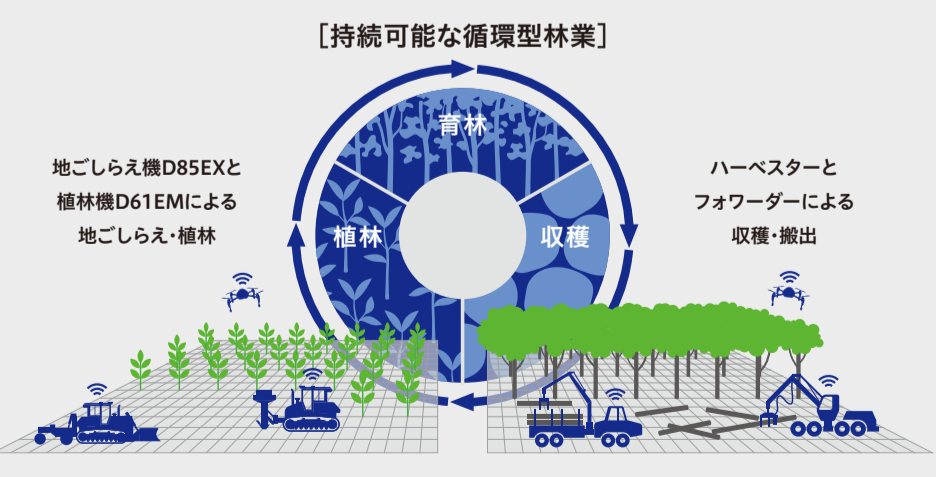 ［持続可能な循環型林業］
育林
地ごしらえ機D85EXと
植林機D61EMによる
地ごしらえ・植林
植林
収穫
ハーベスターと
フォワーダーによる
収穫・搬出